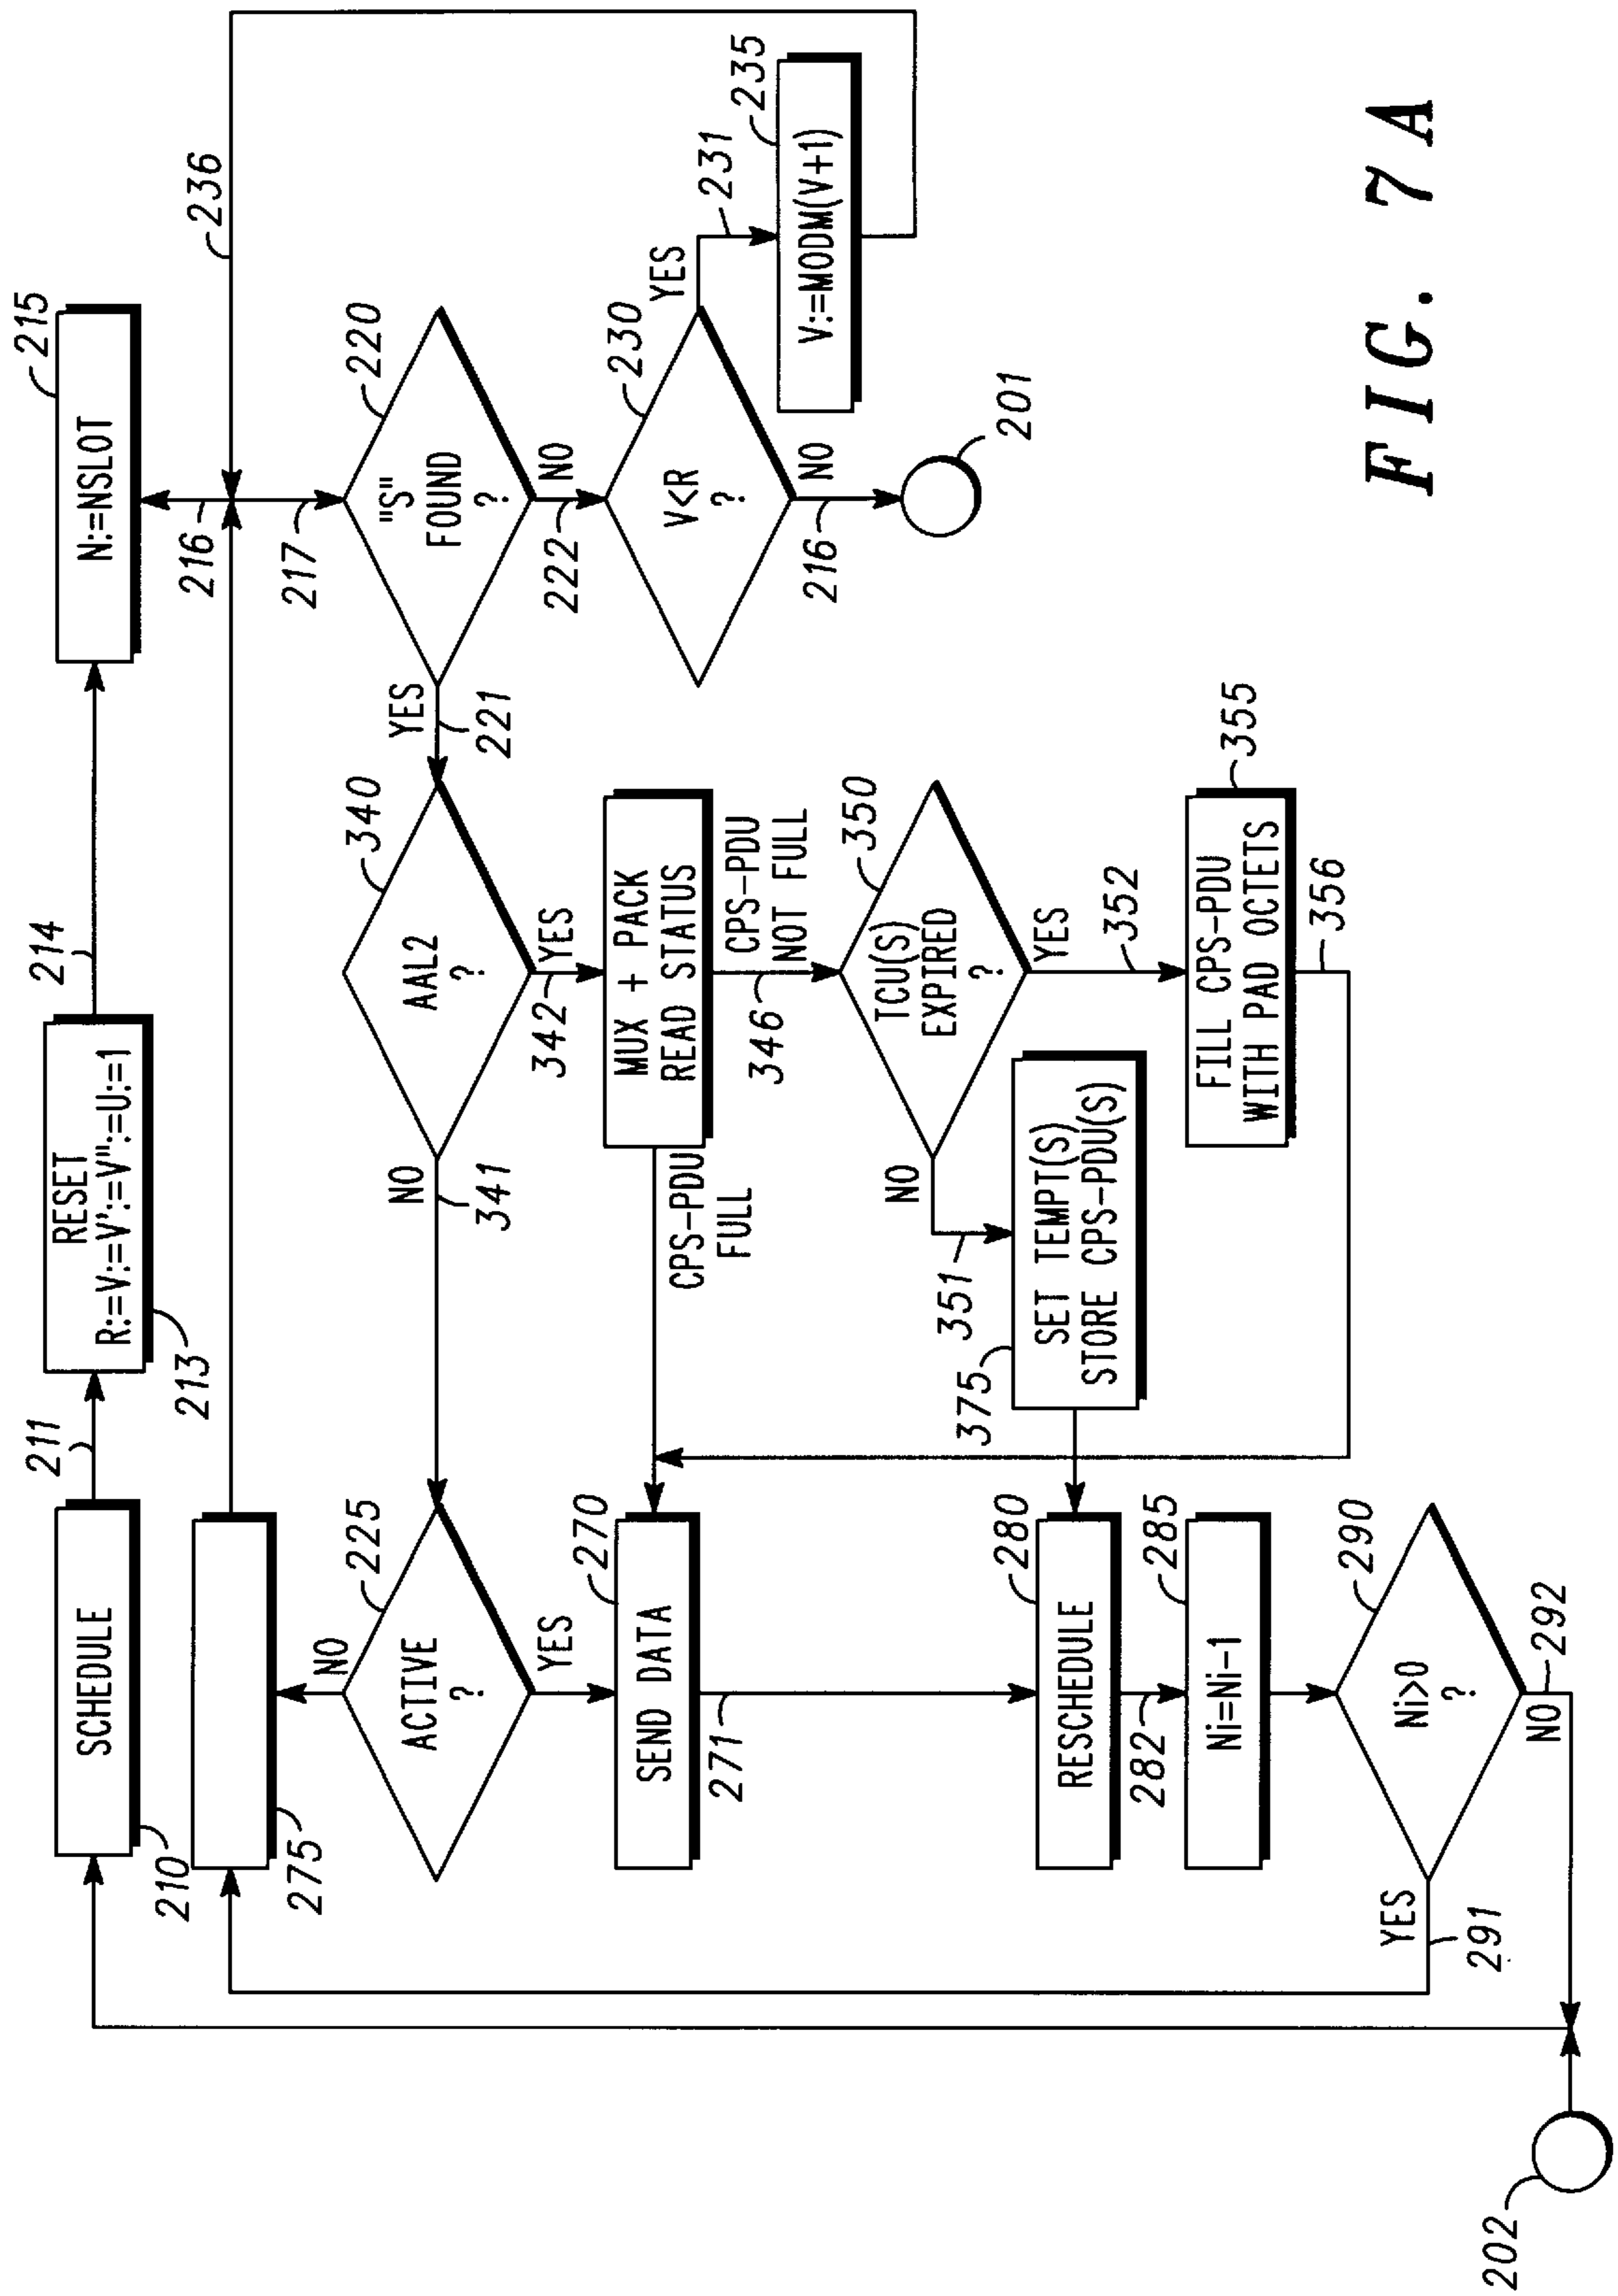 SCHEDULE
210
211
RESET
R:=V:=V':=V":=U:=1
213
214
N:=NSLOT
215
216
236
217
275
NO
ACTIVE
?
225
YES
NO
341
AAL2
?
340
YES
342
YES
221
"S"
FOUND
?
220
NO
222
V<R
?
230
YES
231
V:=MODM(V+1)
235
NO
216
201
SEND DATA
270
271
CPS-PDU
FULL
MUX + PACK
READ STATUS
CPS-PDU
NOT FULL
346
TCU(S)
EXPIRED
?
350
NO
351
YES
352
SET TEMPT(S)
STORE CPS-PDU(S)
375
FILL CPS-PDU
WITH PAD OCTETS
355
356
RESCHEDULE
280
282
Ni=Ni-1
285
Ni>0
?
290
YES
291
NO
292
202
FIG. 7A